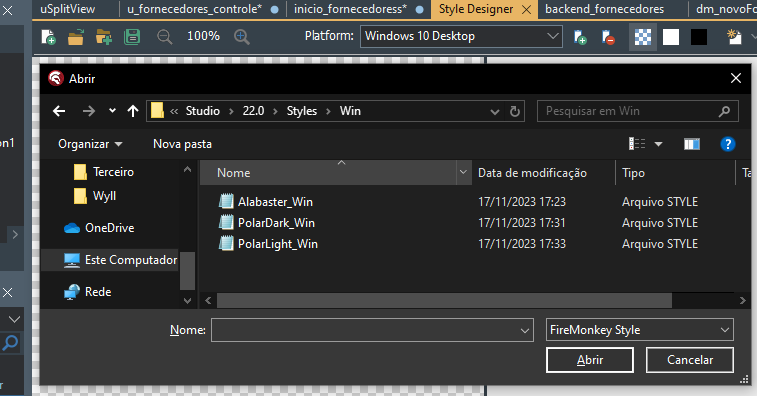 uSplitView u_fornecedores_controle* inicio_fornecedoress* Style Designer backend_fornecedores dm_novoFo
100% Platform: Windows 10 Desktop
Abrir
« Studio > 22.0 > Styles > Win Pesquisar em Win
on1
Organizar Nova pasta
Nome Data de modificação Tipo Ta
Terceiro
Wyll
OneDrive
Este Computador
Rede
Alabaster_Win 17/11/2023 17:23 Arquivo STYLE
PolarDark_Win 17/11/2023 17:31 Arquivo STYLE
PolarLight_Win 17/11/2023 17:33 Arquivo STYLE
Nome: FireMonkey Style
Abrir Cancelar
r